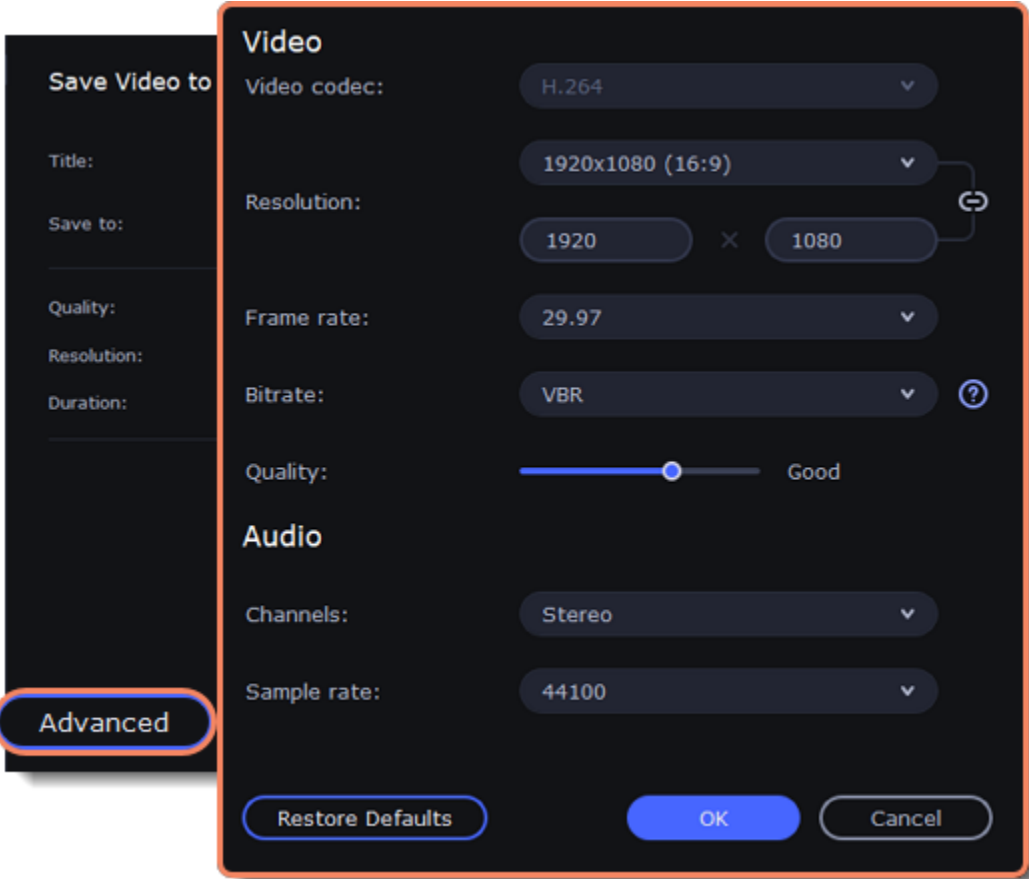 Save Video to
Title:
Save to:
Quality:
Resolution:
Duration:
Advanced
Video
Video codec: H.264
1920x1080 (16:9)
Resolution:
1920 × 1080
Frame rate: 29.97
Bitrate: VBR ?
Quality: Good
Audio
Channels: Stereo
Sample rate: 44100
Restore Defaults OK Cancel